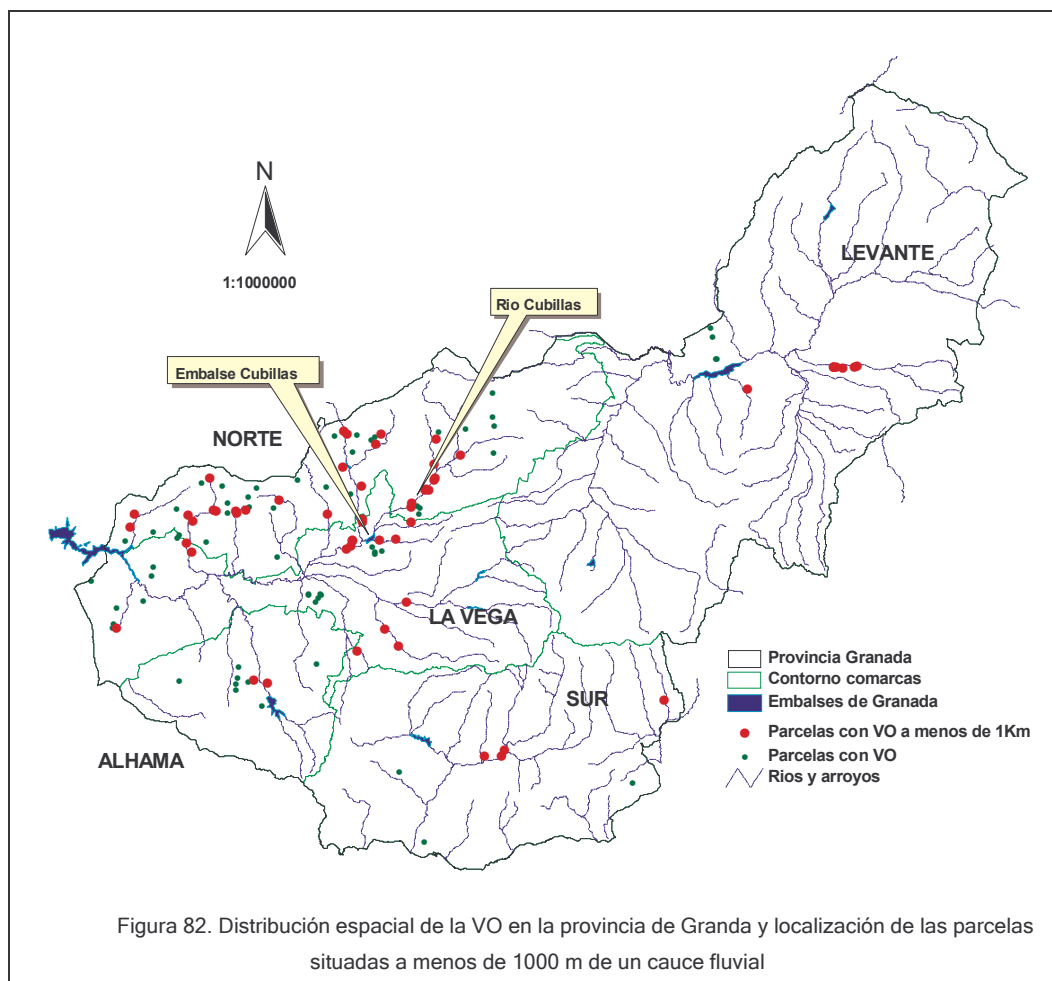 N
1:1000000
LEVANTE
Rio Cubillas
Embalse Cubillas
NORTE
LA VEGA
SUR
ALHAMA
Provincia Granada
Contorno comarcas
Embalses de Granada
Parcelas con VO a menos de 1Km
Parcelas con VO
Rios y arroyos
Figura 82. Distribución espacial de la VO en la provincia de Granda y localización de las parcelas
situadas a menos de 1000 m de un cauce fluvial